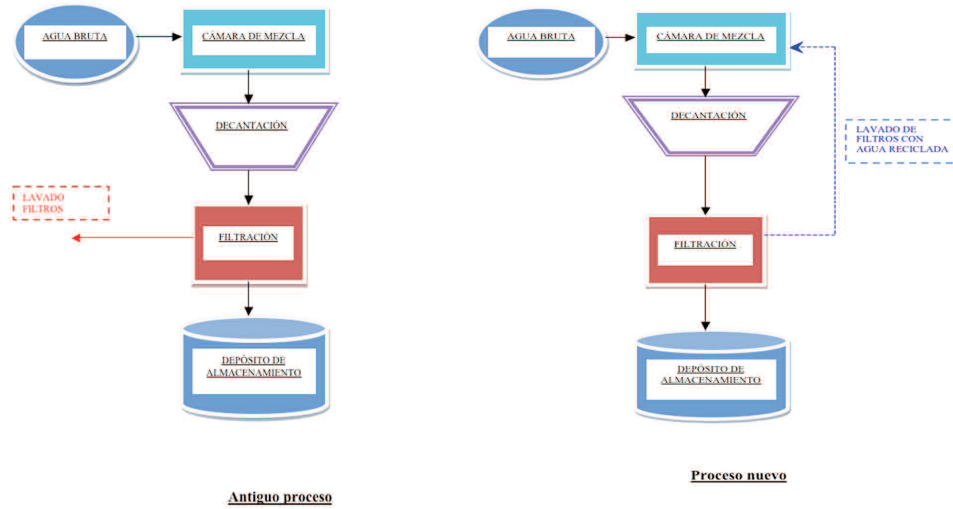 AGUA BRUTA
CÁMARA DE MEZCLA
DECANTACIÓN
LAVADO
FILTROS
FILTRACIÓN
DEPÓSITO DE
ALMACENAMIENTO
Antiguo proceso
AGUA BRUTA
CÁMARA DE MEZCLA
DECANTACIÓN
LAVADO DE
FILTROS CON
AGUA RECICLADA
FILTRACIÓN
DEPÓSITO DE
ALMACENAMIENTO
Proceso nuevo